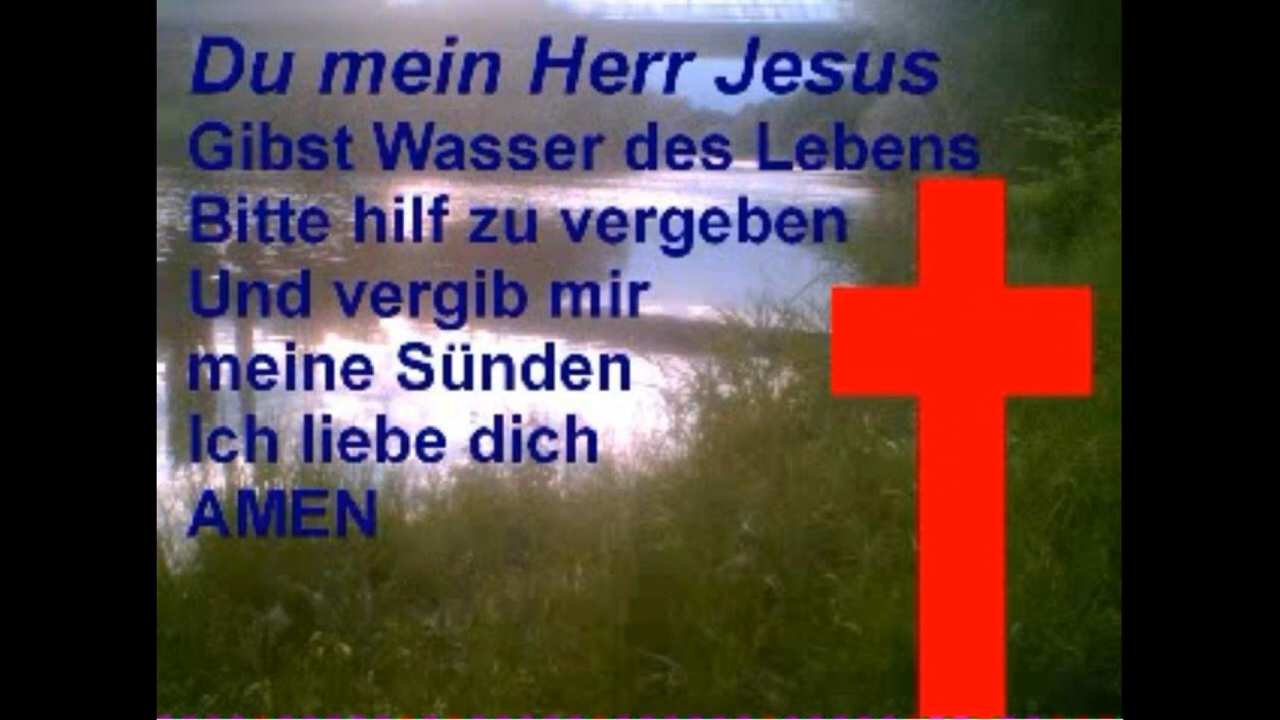 Du mein Herr Jesus
Gibst Wasser des Lebens
Bitte hilf zu vergeben
Und vergib mir
meine Sünden
Ich liebe dich
AMEN